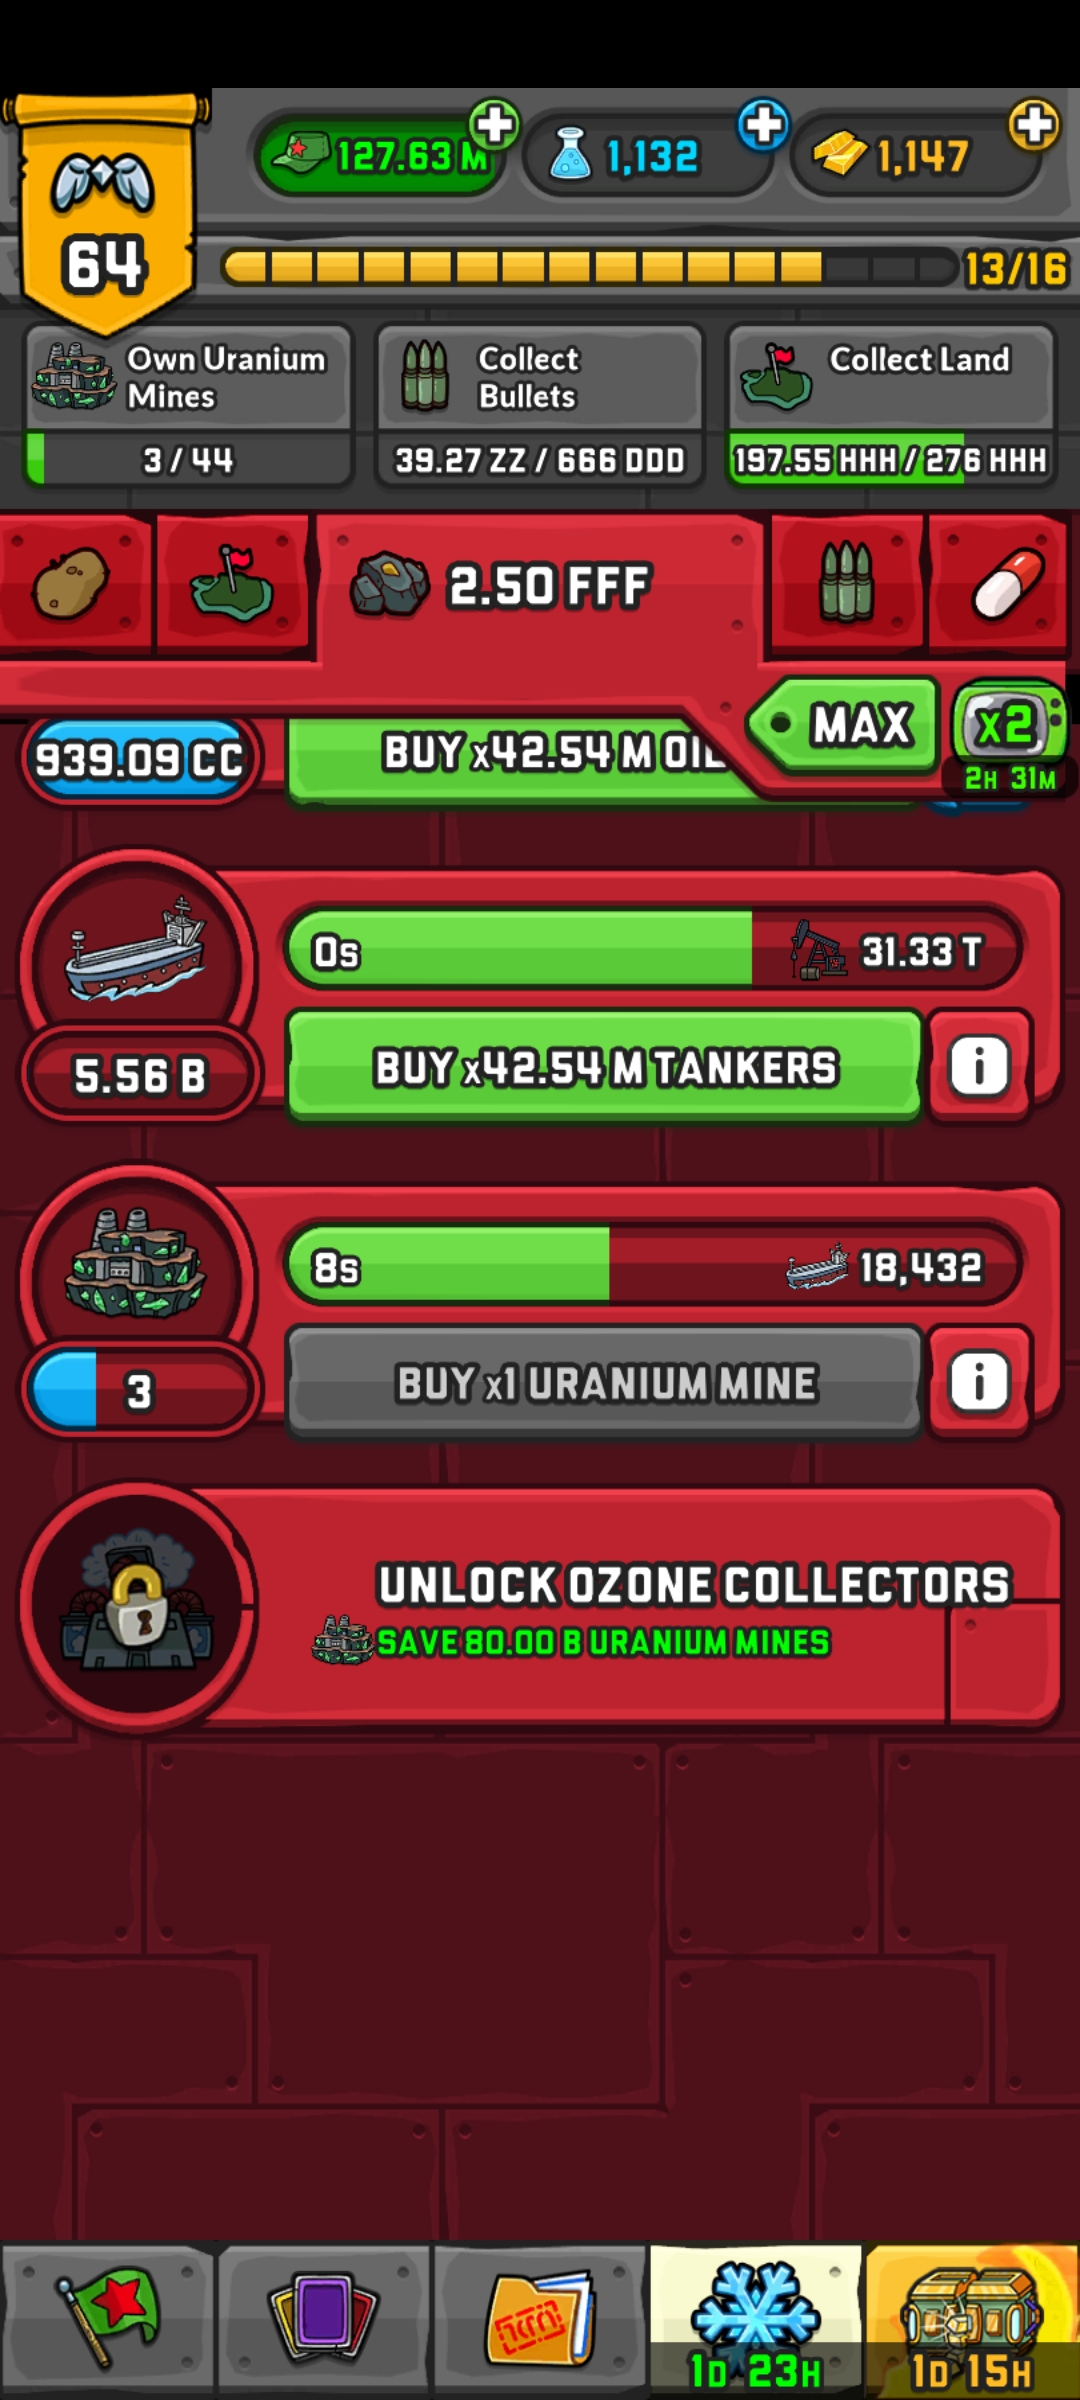 127.63 M
1,132
1,147
64
13/16
Own Uranium
Mines
3 / 44
Collect
Bullets
39.27 ZZ / 666 DDD
Collect Land
197.55 HHH / 276 HHH
2.50 FFF
MAX
x2
2H 31M
939.09 CC
BUY x42.54 M OIL
0s
31.33 T
5.56 B
BUY x42.54 M TANKERS
i
8s
18,432
3
BUY x1 URANIUM MINE
i
UNLOCK OZONE COLLECTORS
SAVE 80.00 B URANIUM MINES
1D 23H
1D 15H